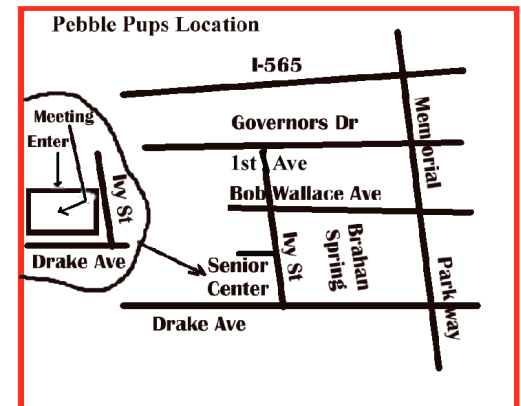 Pebble Pups Location
I-565
Meeting
Enter
Ivy St
Drake Ave
Governors Dr
1st Ave
Bob Wallace Ave
Memorial
Parkway
Ivy St
Brahan
Spring
Senior
Center
Drake Ave